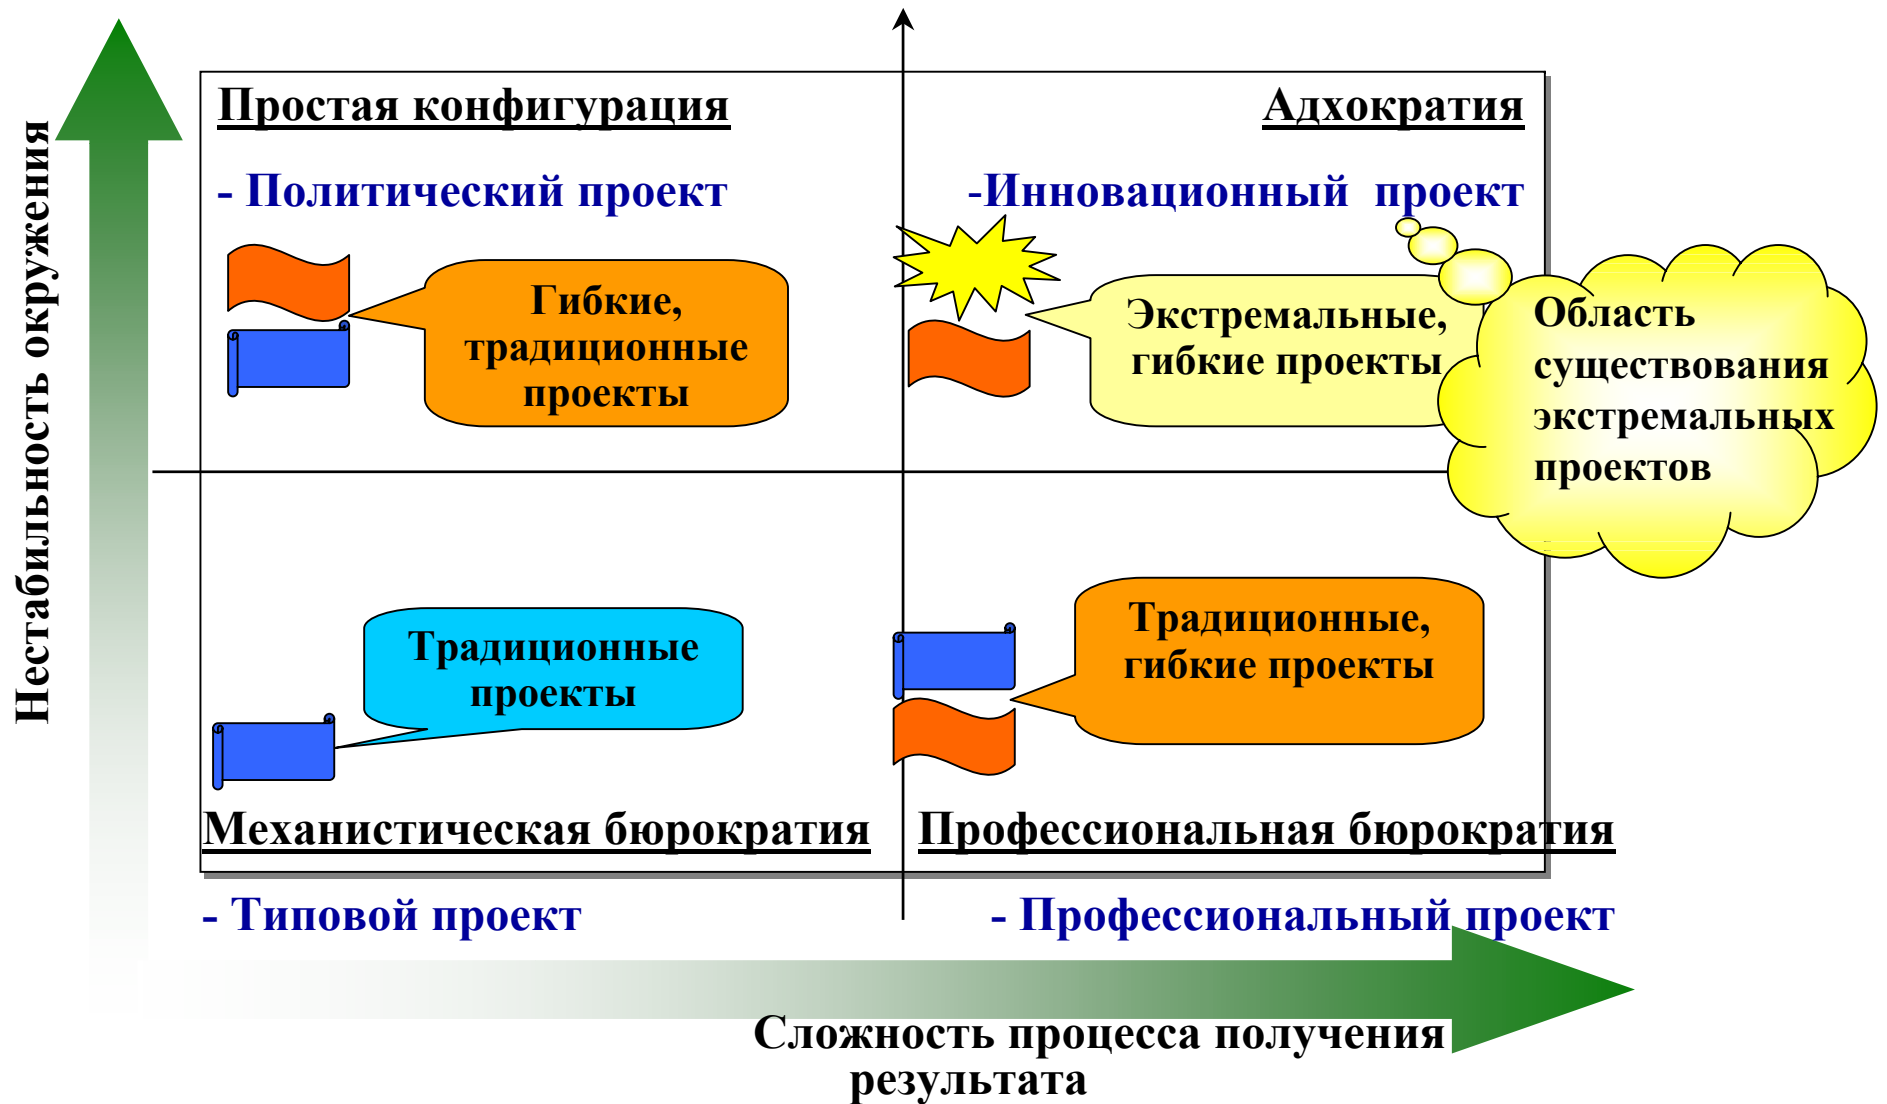 Нестабильность окружения
Простая конфигурация
Адхократия
- Политический проект
-Инновационный проект
Гибкие,
традиционные
проекты
Экстремальные,
гибкие проекты
Область
существования
экстремальных
проектов
Традиционные
проекты
Традиционные,
гибкие проекты
Механистическая бюрократия
Профессиональная бюрократия
- Типовой проект
- Профессиональный проект
Сложность процесса получения
результата